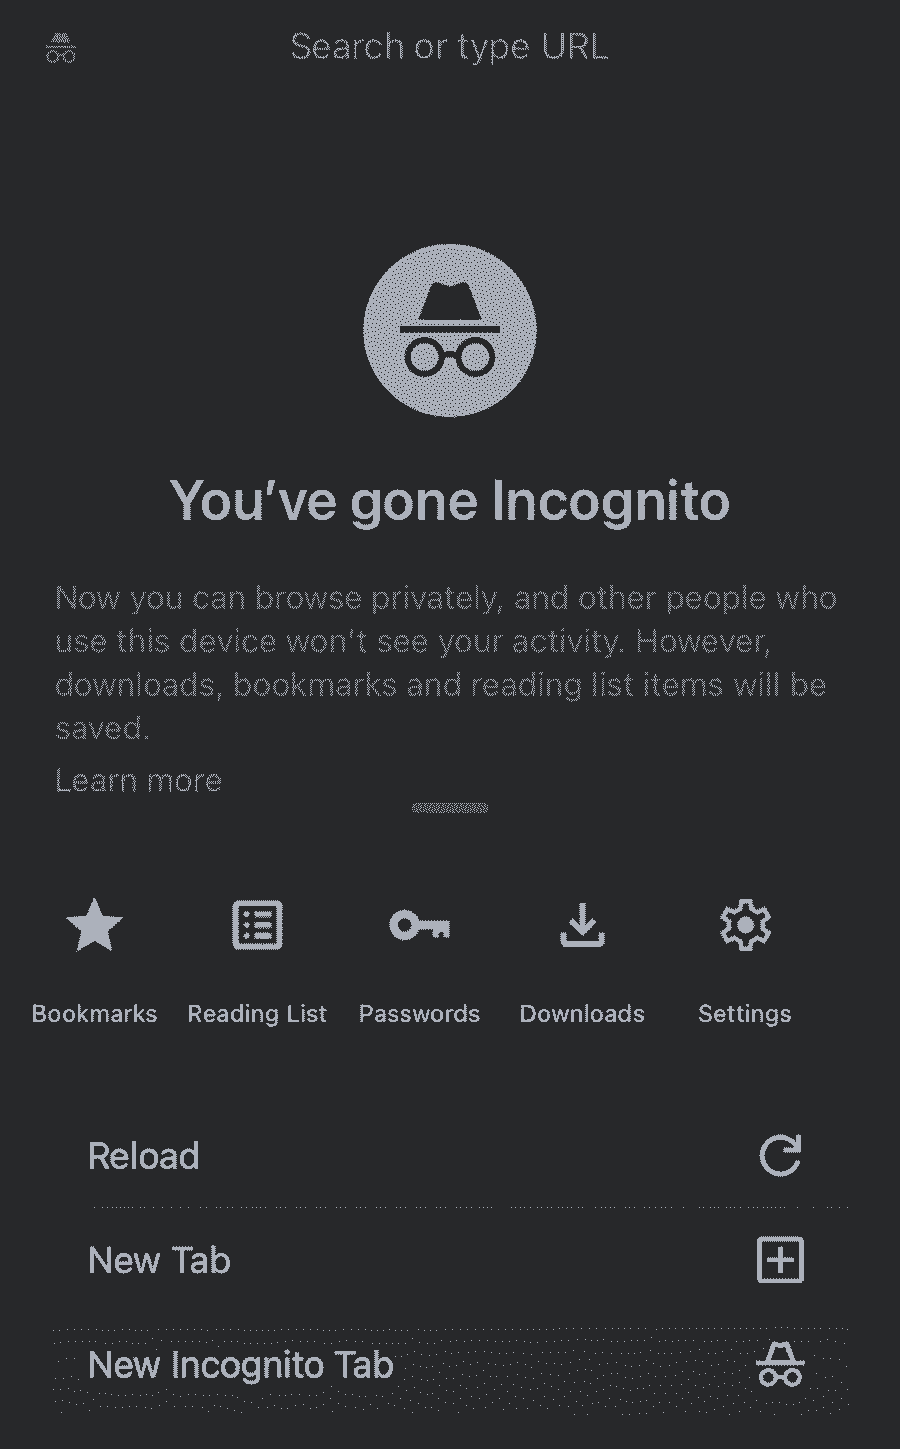 Search or type URL
You've gone Incognito
Now you can browse privately, and other people who
use this device won't see your activity. However,
downloads, bookmarks and reading list items will be
saved.
Learn more
Bookmarks Reading List Passwords Downloads Settings
Reload
New Tab
New Incognito Tab